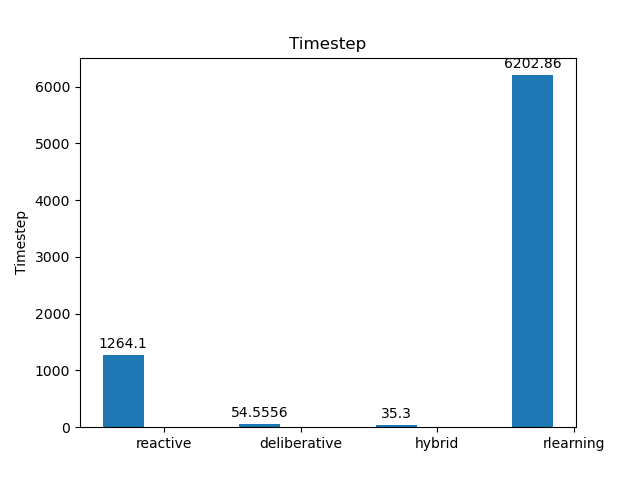 Timestep
6202.86
6000
5000
4000
3000
2000
1000
0
Timestep
1264.1
54.5556
35.3
reactive
deliberative
hybrid
rlearning